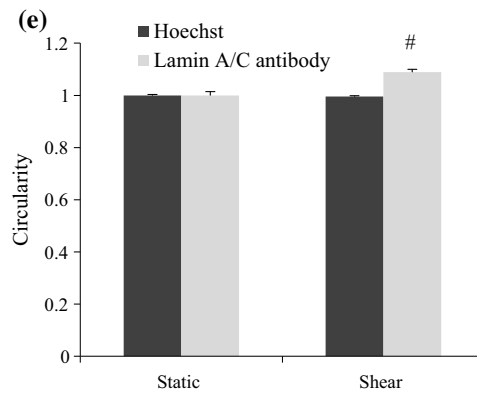 (e)
1.2
Hoechst
Lamin A/C antibody
#
1
0.8
0.6
0.4
0.2
0
Circularity
Static
Shear